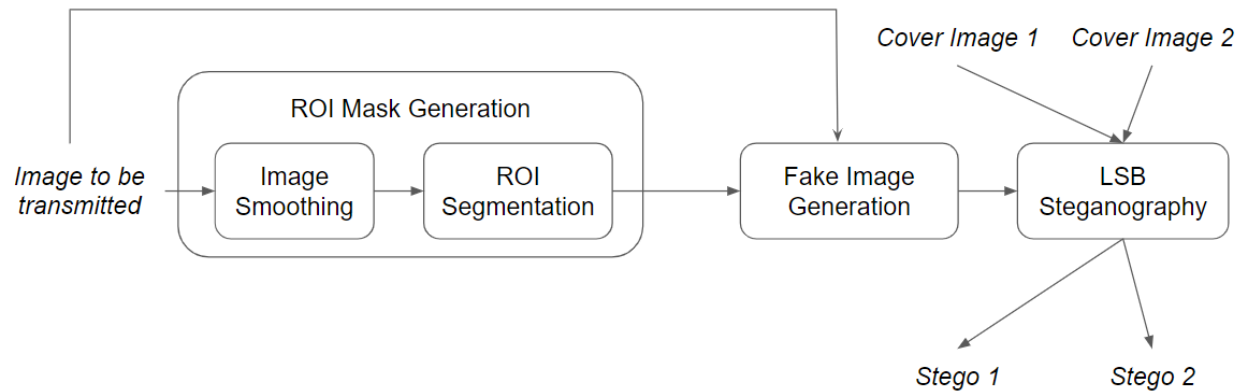 Cover Image 1
Cover Image 2
ROI Mask Generation
Image to be
transmitted
Image
Smoothing
ROI
Segmentation
Fake Image
Generation
LSB
Steganography
Stego 1
Stego 2